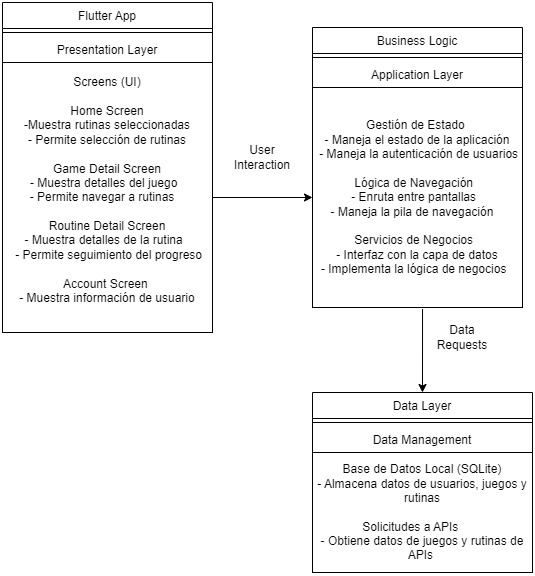 Flutter App
Presentation Layer
Screens (UI)
Home Screen
-Muestra rutinas seleccionadas
- Permite selección de rutinas
Game Detail Screen
- Muestra detalles del juego
- Permite navegar a rutinas
Routine Detail Screen
- Muestra detalles de la rutina
- Permite seguimiento del progreso
Account Screen
- Muestra información de usuario
User
Interaction
Business Logic
Application Layer
Gestión de Estado
- Maneja el estado de la aplicación
- Maneja la autenticación de usuarios
Lógica de Navegación
- Enruta entre pantallas
- Maneja la pila de navegación
Servicios de Negocios
- Interfaz con la capa de datos
- Implementa la lógica de negocios
Data
Requests
Data Layer
Data Management
Base de Datos Local (SQLite)
- Almacena datos de usuarios, juegos y
rutinas
Solicitudes a APIs
- Obtiene datos de juegos y rutinas de
APIs